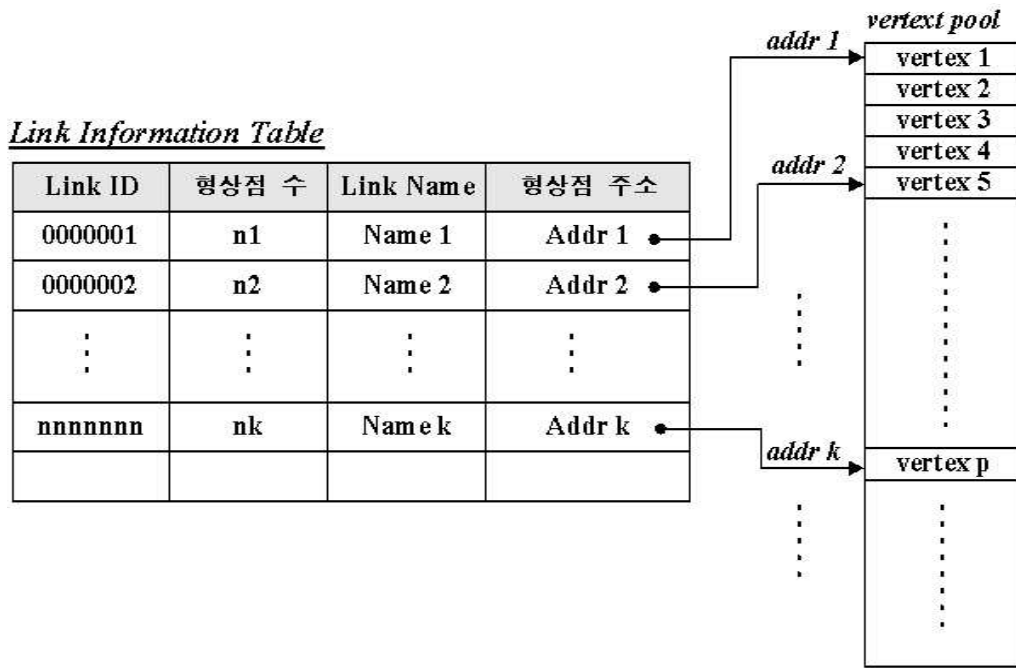 vertext pool
addr 1
vertex 1
vertex 2
vertex 3
vertex 4
addr 2
vertex 5
Link Information Table
Link ID 형상점 수 Link Name 형상점 주소
0000001 n1 Name 1 Addr 1
0000002 n2 Name 2 Addr 2
nnnnnnn nk Name k Addr k
addr k
vertex p